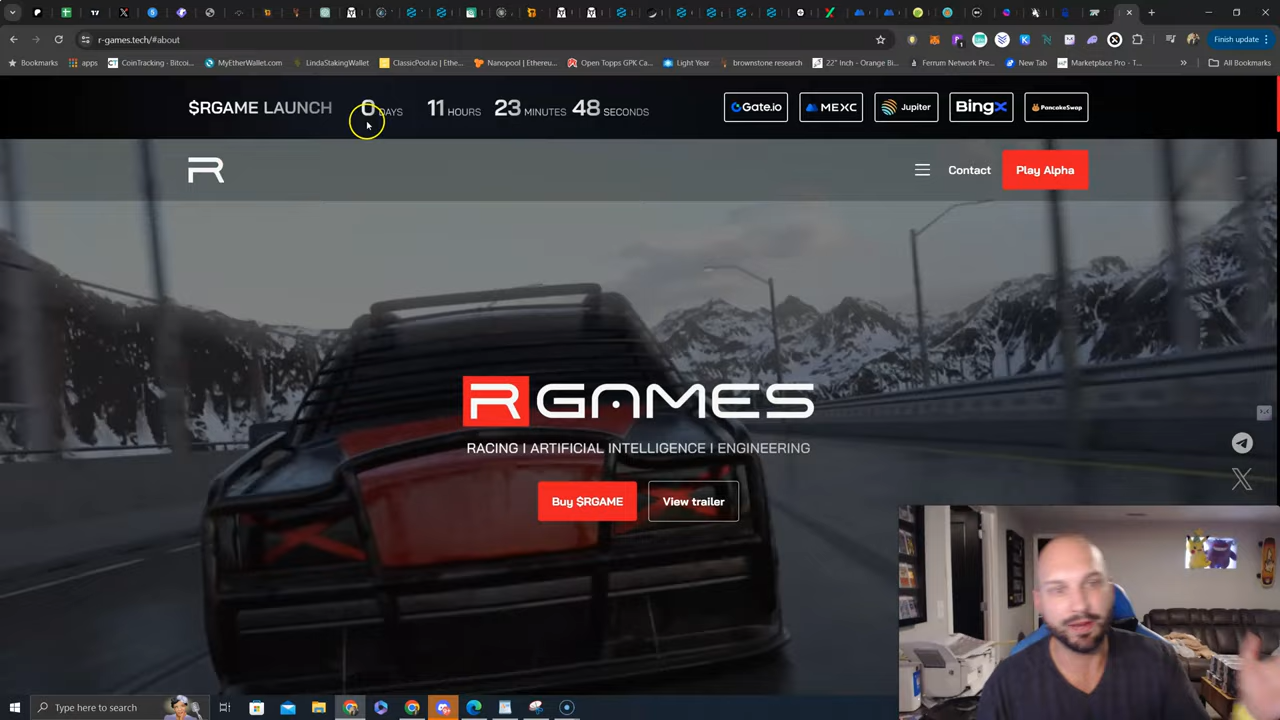 r-games.tech/#about
Finish update
Bookmarks
apps
CoinTracking - Bitcoi...
MyEtherWallet.com
LindaStakingWallet
ClassicPool.io | Ethe...
Nanopool | Ethereu...
Open Topps GPK Ca...
Light Year
brownstone research
22" Inch - Orange Bi...
Ferrum Network Pre...
New Tab
Marketplace Pro - T...
All Bookmarks
$RGAME LAUNCH
0 DAYS
11 HOURS
23 MINUTES
48 SECONDS
Gate.io
MEXC
Jupiter
BingX
PancakeSwap
R
Contact
Play Alpha
R GAMES
RACING | ARTIFICIAL INTELLIGENCE | ENGINEERING
Buy $RGAME
View trailer
Type here to search